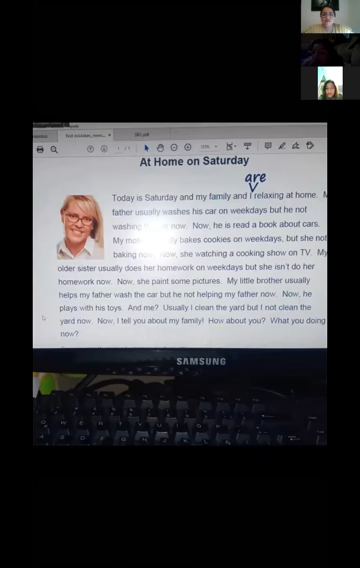 At Home on Saturday
are
Today is Saturday and my family and I relaxing at home.
father usually washes his car on weekdays but he not
washing now. Now, he is read a book about cars.
My bakes cookies on weekdays, but she not
baking now. Now, she watching a cooking show on TV.
older sister usually does her homework on weekdays but she isn't do her
homework now. Now, she paint some pictures. My little brother usually
helps my father wash the car but he not helping my father now. Now, he
plays with his toys. And me? Usually I clean the yard but I not clean the
yard now. Now, I tell you about my family! How about you? What you doing
now?
SAMSUNG